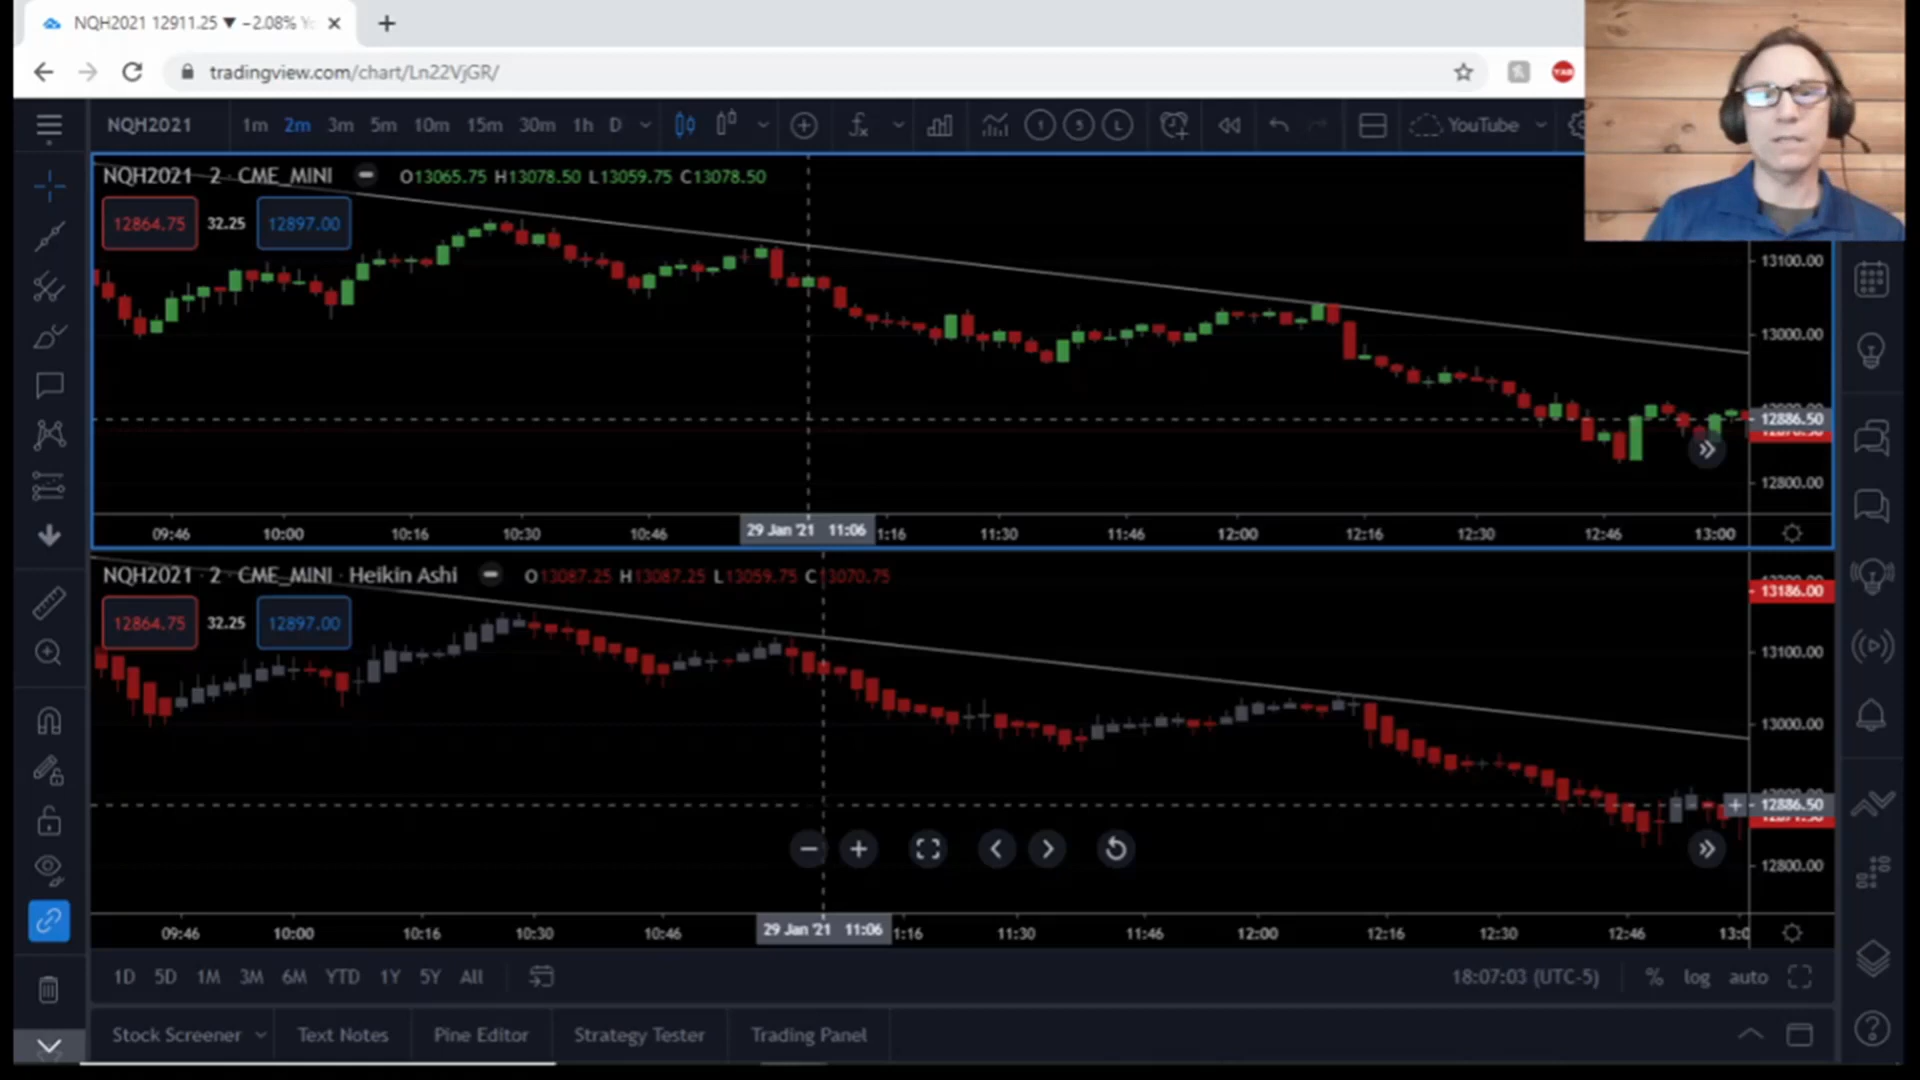 NQH2021 12911.25 ▼ −2.08%
tradingview.com/chart/Ln22VjGR/
NQH2021 1m 2m 3m 5m 10m 15m 30m 1h D YouTube
NQH2021 2 CME_MINI O13065.75 H13078.50 L13059.75 C13078.50
12864.75 32.25 12897.00
13100.00
13000.00
12886.50
12800.00
09:46 10:00 10:16 10:30 10:46 29 Jan '21 11:06 1:16 11:30 11:46 12:00 12:16 12:30 12:46 13:00
NQH2021 · 2 · CME_MINI · Heikin Ashi O13087.25 H13087.25 L13059.75 C13070.75
13186.00
12864.75 32.25 12897.00
13100.00
13000.00
12886.50
12800.00
09:46 10:00 10:16 10:30 10:46 29 Jan '21 11:06 1:16 11:30 11:46 12:00 12:16 12:30 12:46 13:0
1D 5D 1M 3M 6M YTD 1Y 5Y All 18:07:03 (UTC-5) % log auto
Stock Screener Text Notes Pine Editor Strategy Tester Trading Panel